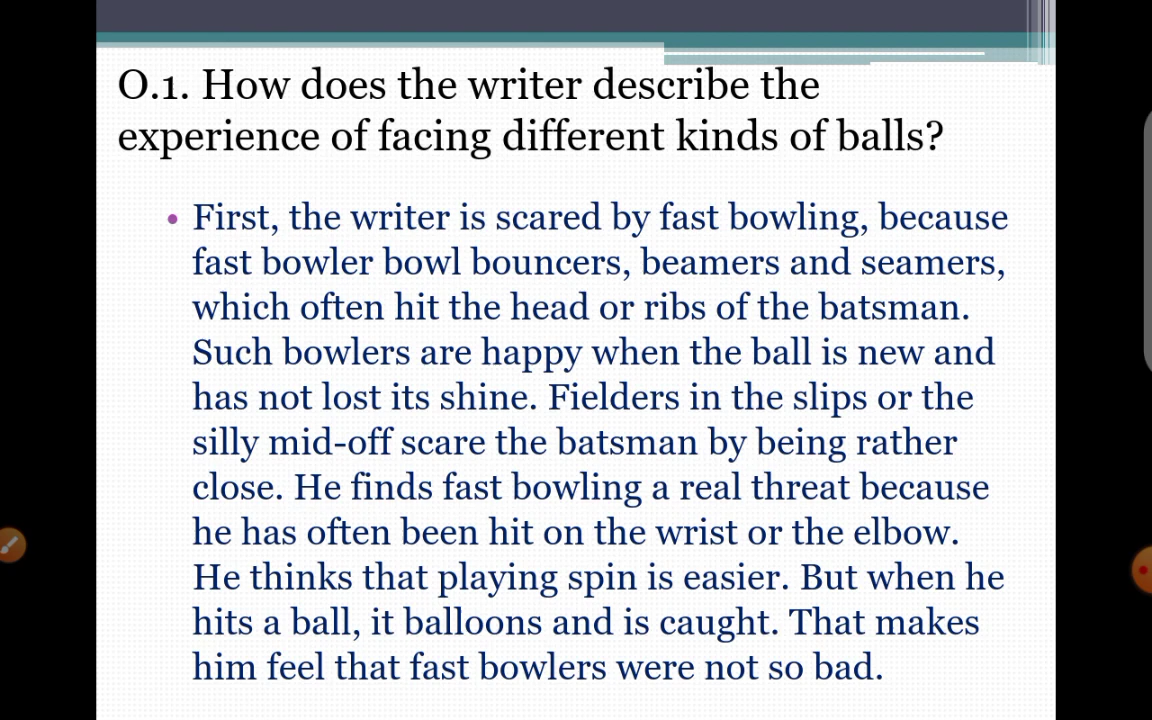 O.1. How does the writer describe the
experience of facing different kinds of balls?
• First, the writer is scared by fast bowling, because
fast bowler bowl bouncers, beamers and seamers,
which often hit the head or ribs of the batsman.
Such bowlers are happy when the ball is new and
has not lost its shine. Fielders in the slips or the
silly mid-off scare the batsman by being rather
close. He finds fast bowling a real threat because
he has often been hit on the wrist or the elbow.
He thinks that playing spin is easier. But when he
hits a ball, it balloons and is caught. That makes
him feel that fast bowlers were not so bad.